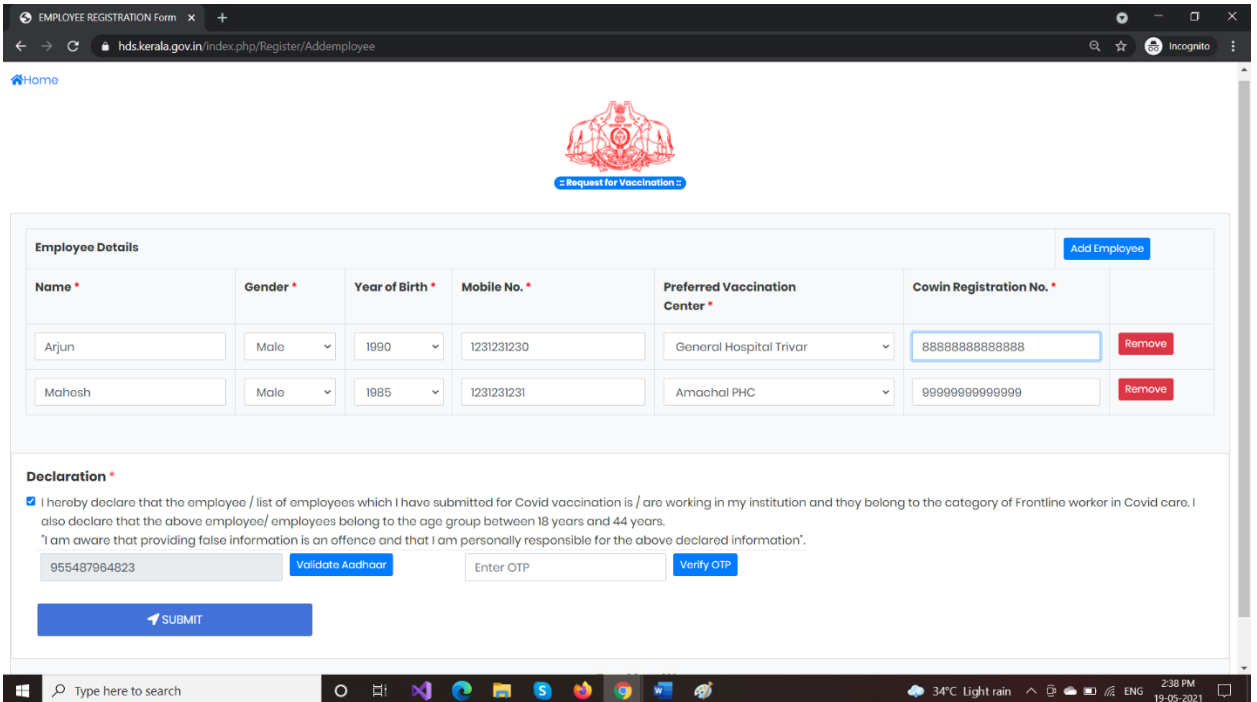 EMPLOYEE REGISTRATION Form
hds.kerala.gov.in/index.php/Register/Addemployee
Incognito
Home
:: Request for Vaccination ::
Employee Details
Add Employee
Name * Gender * Year of Birth * Mobile No. * Preferred Vaccination Center * Cowin Registration No. *
Arjun Male 1990 1231231230 General Hospital Trivar 88888888888888 Remove
Mahesh Male 1985 1231231231 Amachal PHC 99999999999999 Remove
Declaration *
I hereby declare that the employee / list of employees which I have submitted for Covid vaccination is / are working in my institution and they belong to the category of Frontline worker in Covid care. I
also declare that the above employee/ employees belong to the age group between 18 years and 44 years.
"I am aware that providing false information is an offence and that I am personally responsible for the above declared information".
955487964823 Validate Aadhaar Enter OTP Verify OTP
SUBMIT
Type here to search
34°C Light rain ENG 2:38 PM
19-05-2021